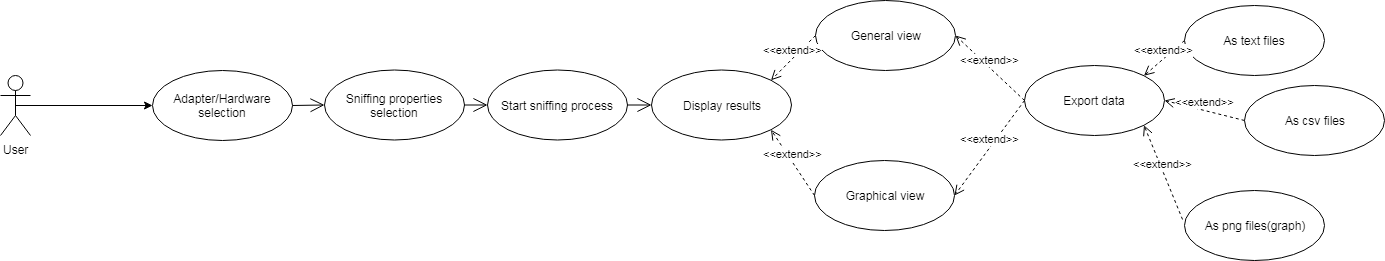 User
Adapter/Hardware
selection
Sniffing properties
selection
Start sniffing process
Display results
<<extend>>
General view
<<extend>>
Graphical view
<<extend>>
<<extend>>
Export data
<<extend>>
As text files
<<extend>>
As csv files
<<extend>>
As png files(graph)